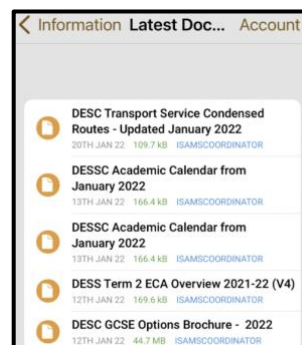 Information Latest Doc... Account
DESC Transport Service Condensed
Routes - Updated January 2022
20TH JAN 22 109.7 kB ISAMSCOORDINATOR
DESSC Academic Calendar from
January 2022
13TH JAN 22 166.4 kB ISAMSCOORDINATOR
DESSC Academic Calendar from
January 2022
13TH JAN 22 166.4 kB ISAMSCOORDINATOR
DESS Term 2 ECA Overview 2021-22 (V4)
12TH JAN 22 169.6 kB ISAMSCOORDINATOR
DESC GCSE Options Brochure - 2022
12TH JAN 22 44.7 MB ISAMSCOORDINATOR